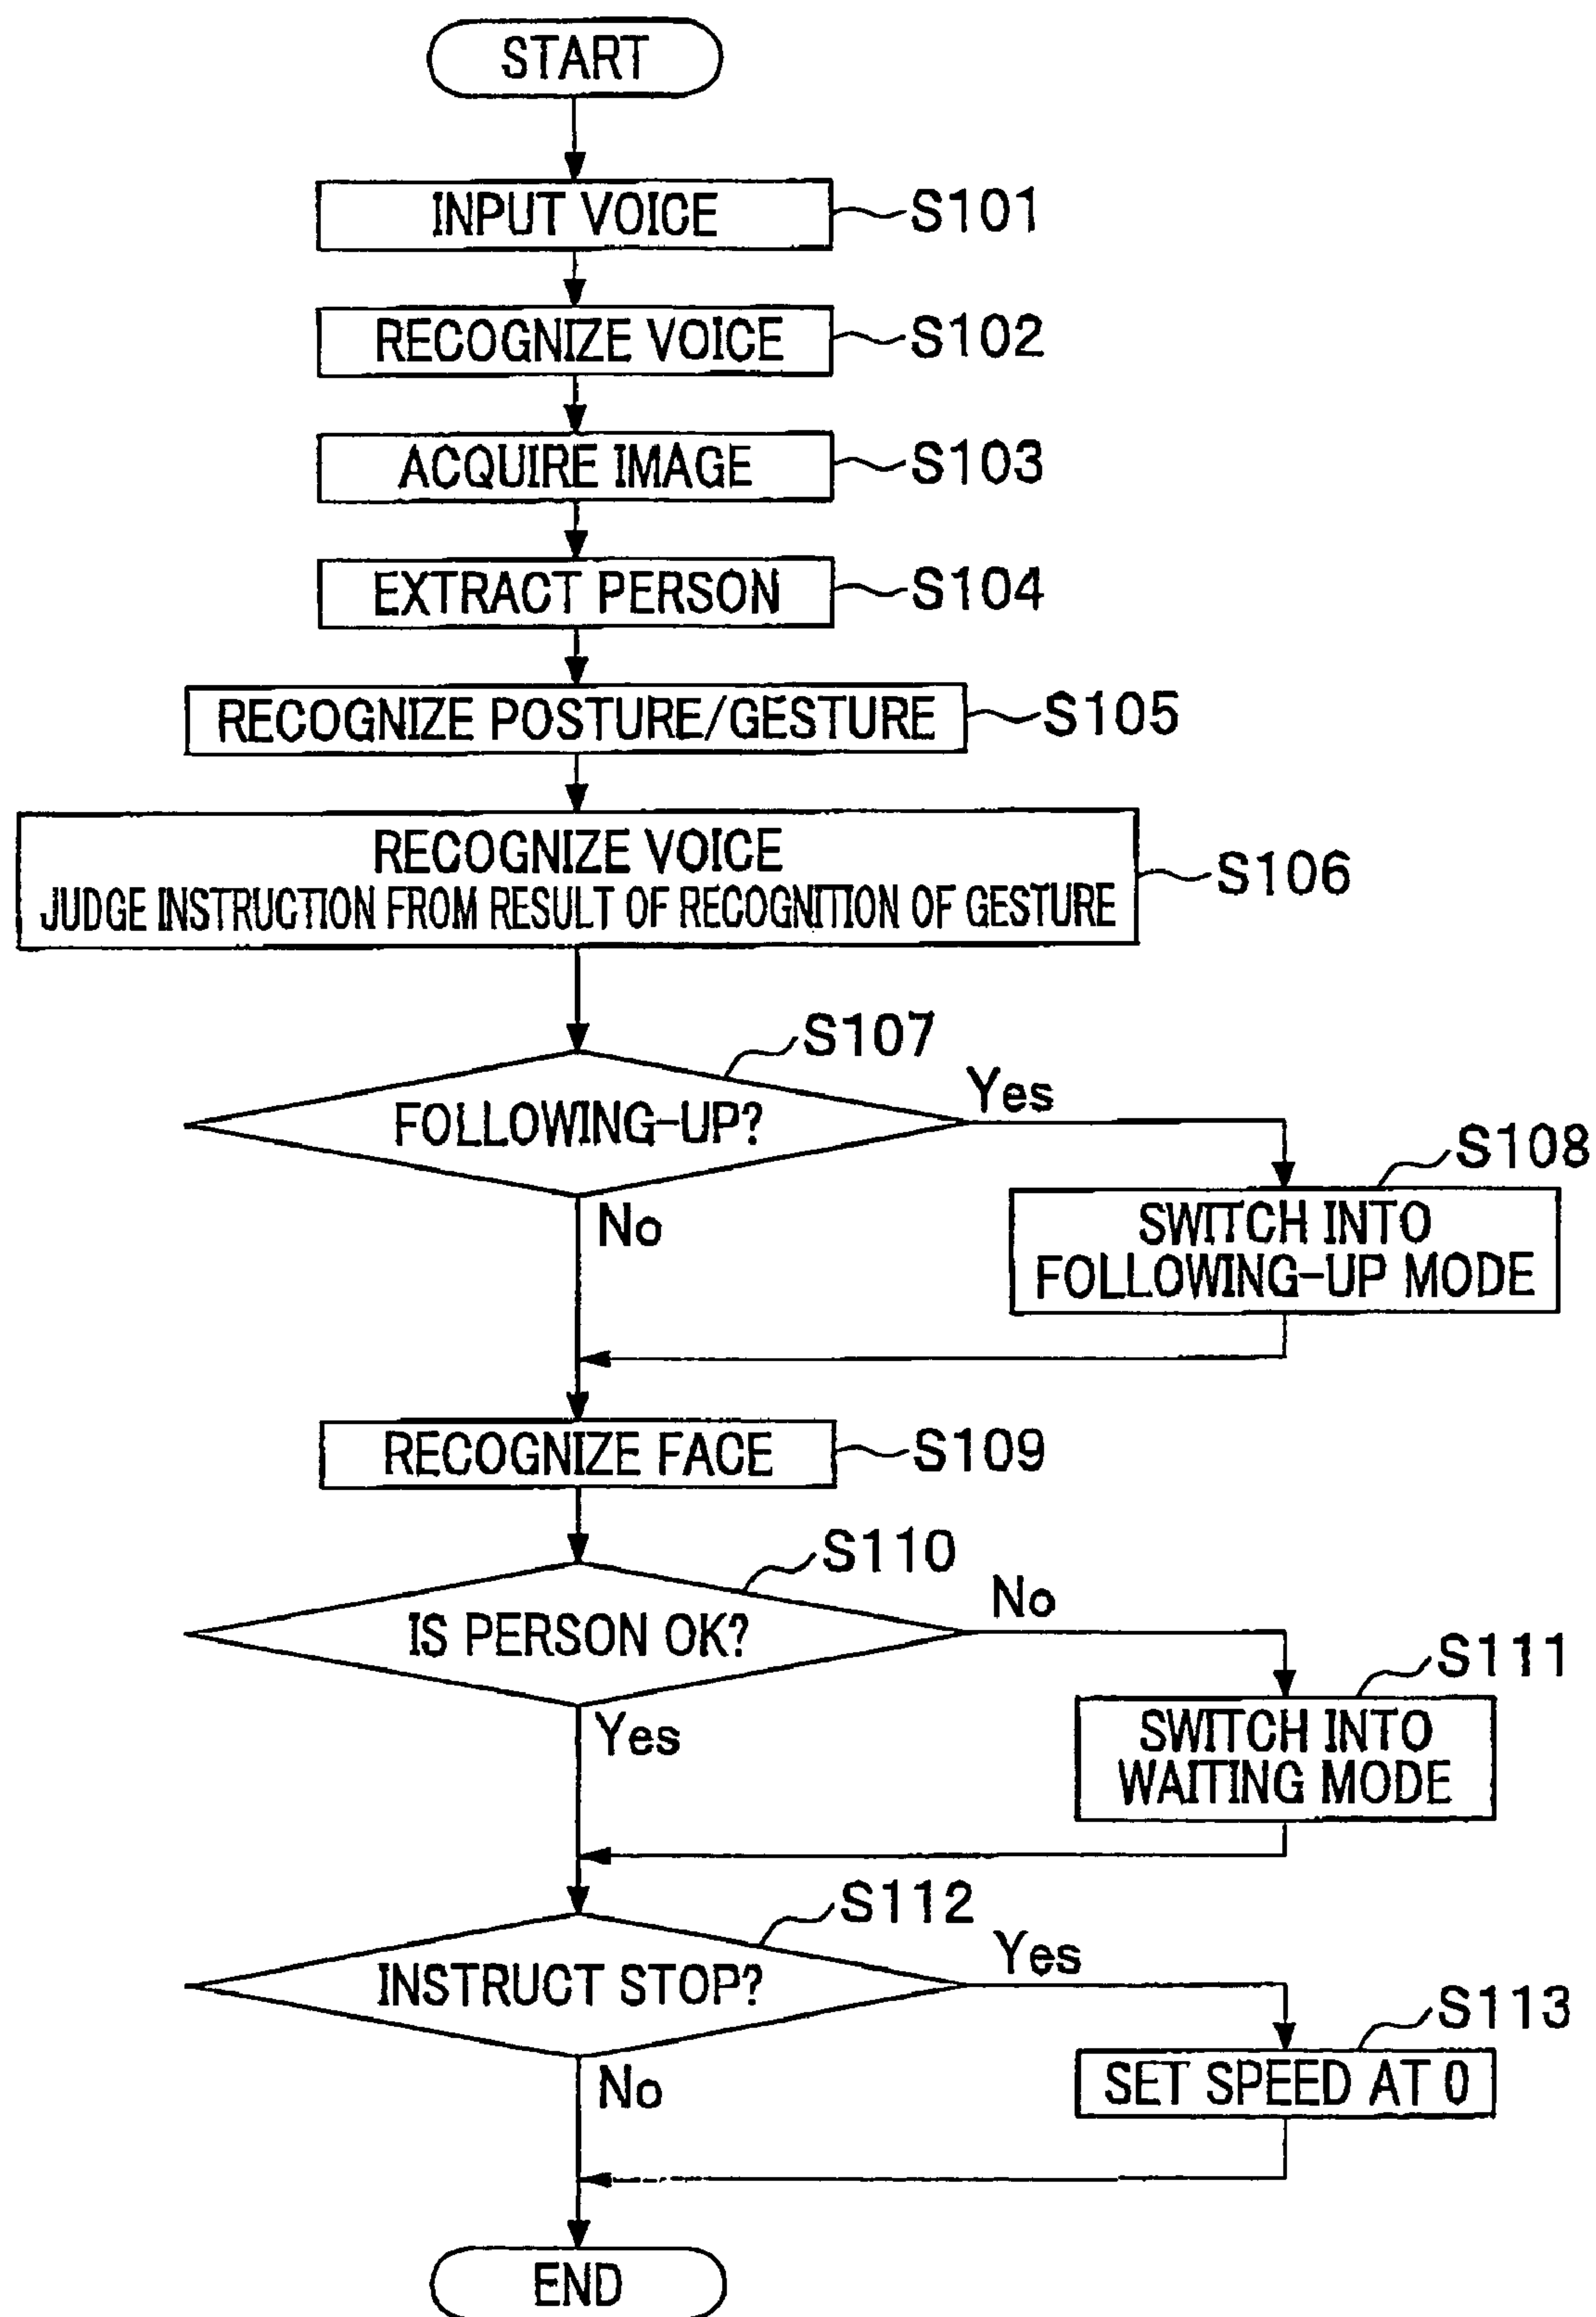 START
INPUT VOICE
S101
RECOGNIZE VOICE
S102
ACQUIRE IMAGE
S103
EXTRACT PERSON
S104
RECOGNIZE POSTURE/GESTURE
S105
RECOGNIZE VOICE
JUDGE INSTRUCTION FROM RESULT OF RECOGNITION OF GESTURE
S106
S107
FOLLOWING-UP?
Yes
No
S108
SWITCH INTO
FOLLOWING-UP MODE
RECOGNIZE FACE
S109
S110
IS PERSON OK?
No
Yes
S111
SWITCH INTO
WAITING MODE
S112
INSTRUCT STOP?
Yes
No
S113
SET SPEED AT 0
END